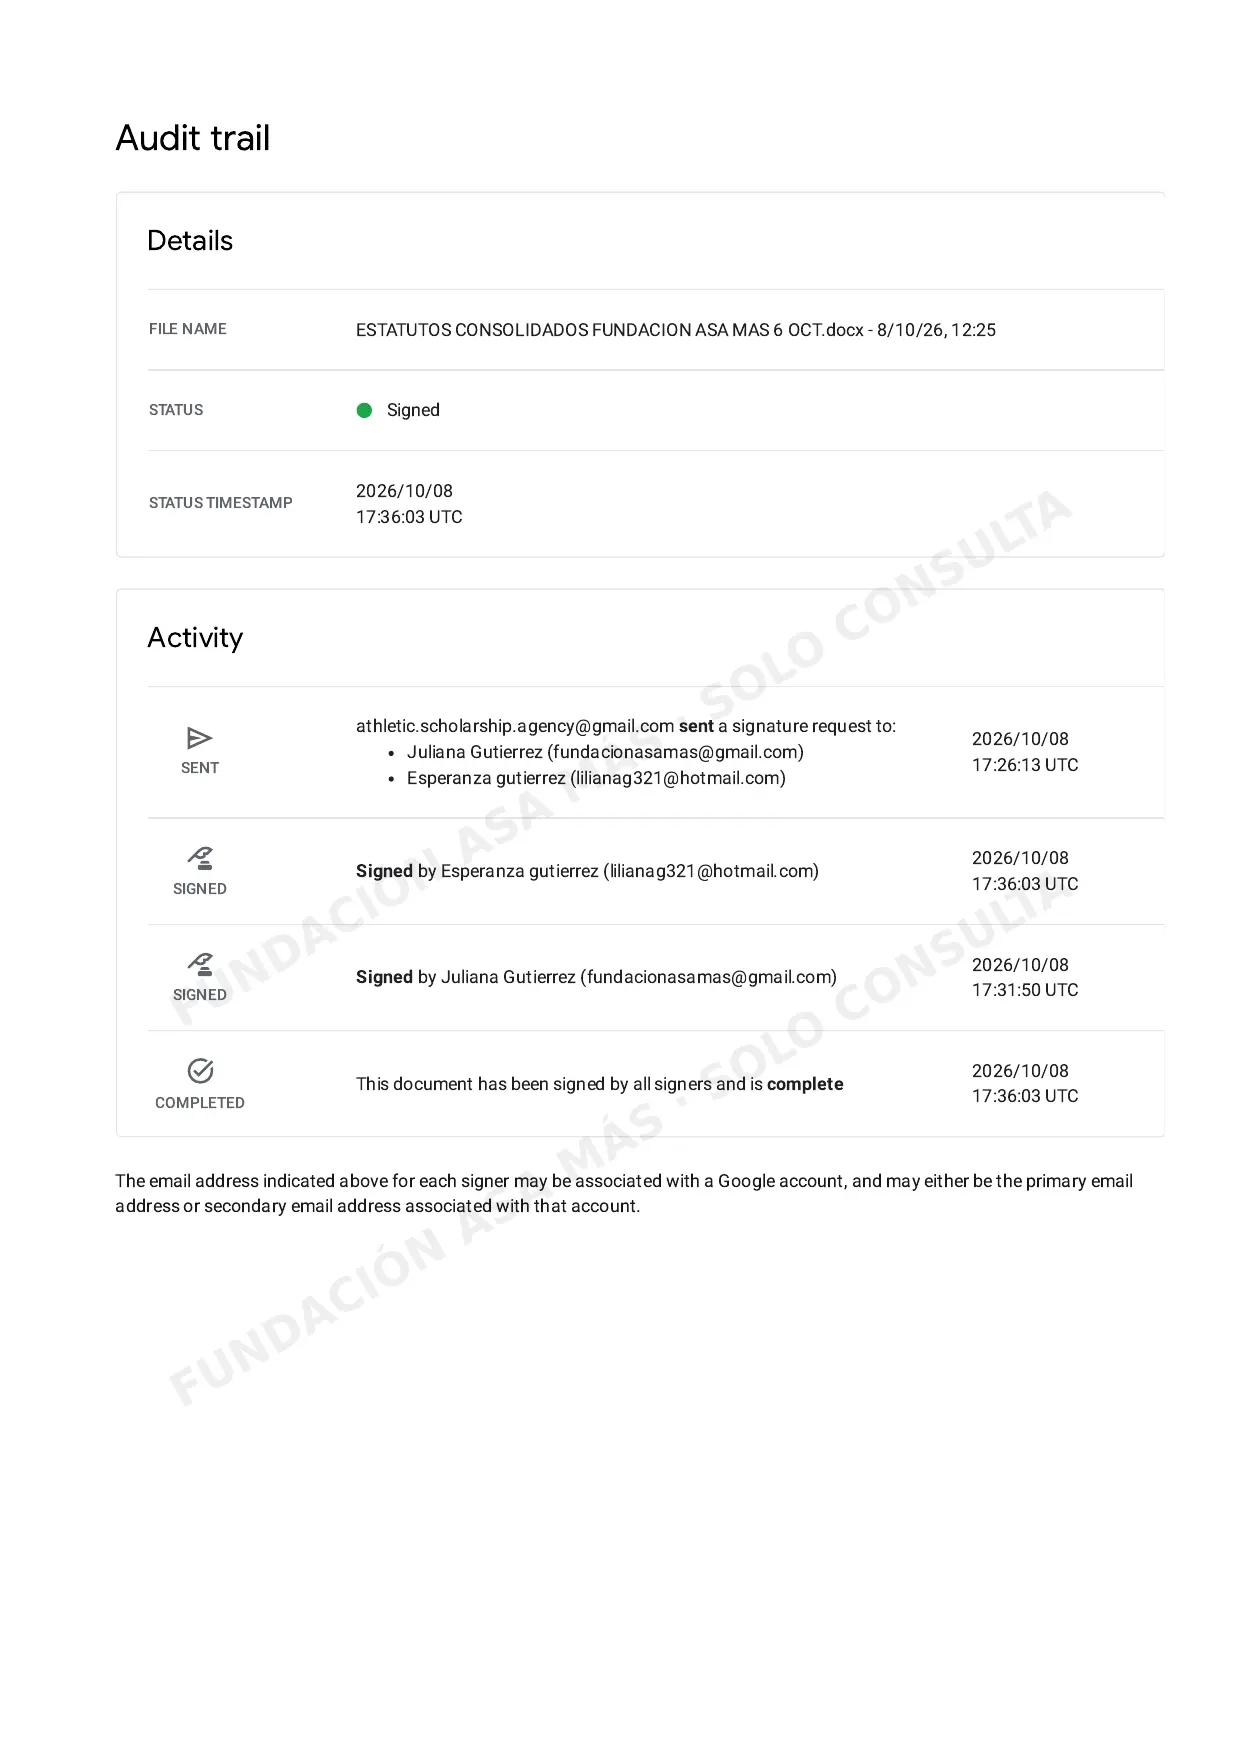 Audit trail
Details
FILE NAME
ESTATUTOS CONSOLIDADOS FUNDACION ASA MAS 6 OCT.docx - 8/10/26, 12:25
STATUS
Signed
STATUS TIMESTAMP
2026/10/08
17:36:03 UTC
Activity
SENT
athletic.scholarship.agency@gmail.com sent a signature request to:
• Juliana Gutierrez (fundacionasamas@gmail.com)
• Esperanza gutierrez (lilianag321@hotmail.com)
2026/10/08
17:26:13 UTC
SIGNED
Signed by Esperanza gutierrez (lilianag321@hotmail.com)
2026/10/08
17:36:03 UTC
SIGNED
Signed by Juliana Gutierrez (fundacionasamas@gmail.com)
2026/10/08
17:31:50 UTC
COMPLETED
This document has been signed by all signers and is complete
2026/10/08
17:36:03 UTC
The email address indicated above for each signer may be associated with a Google account, and may either be the primary email
address or secondary email address associated with that account.
FUNDACIÓN ASA MÁS · SOLO CONSULTA
FUNDACIÓN ASA MÁS · SOLO CONSULTA